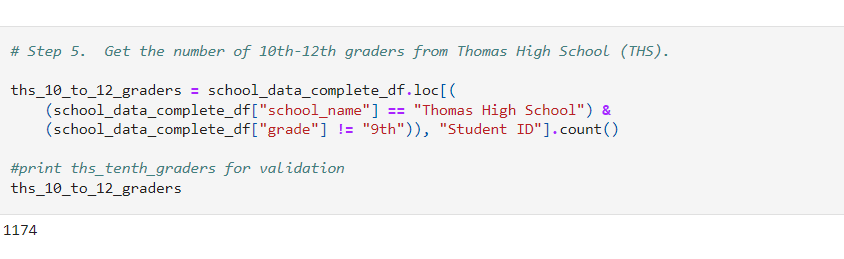 # Step 5.  Get the number of 10th-12th graders from Thomas High School (THS).
ths_10_to_12_graders = school_data_complete_df.loc[(
    (school_data_complete_df["school_name"] == "Thomas High School") &
    (school_data_complete_df["grade"] != "9th")), "Student ID"].count()
#print ths_tenth_graders for validation
ths_10_to_12_graders
1174